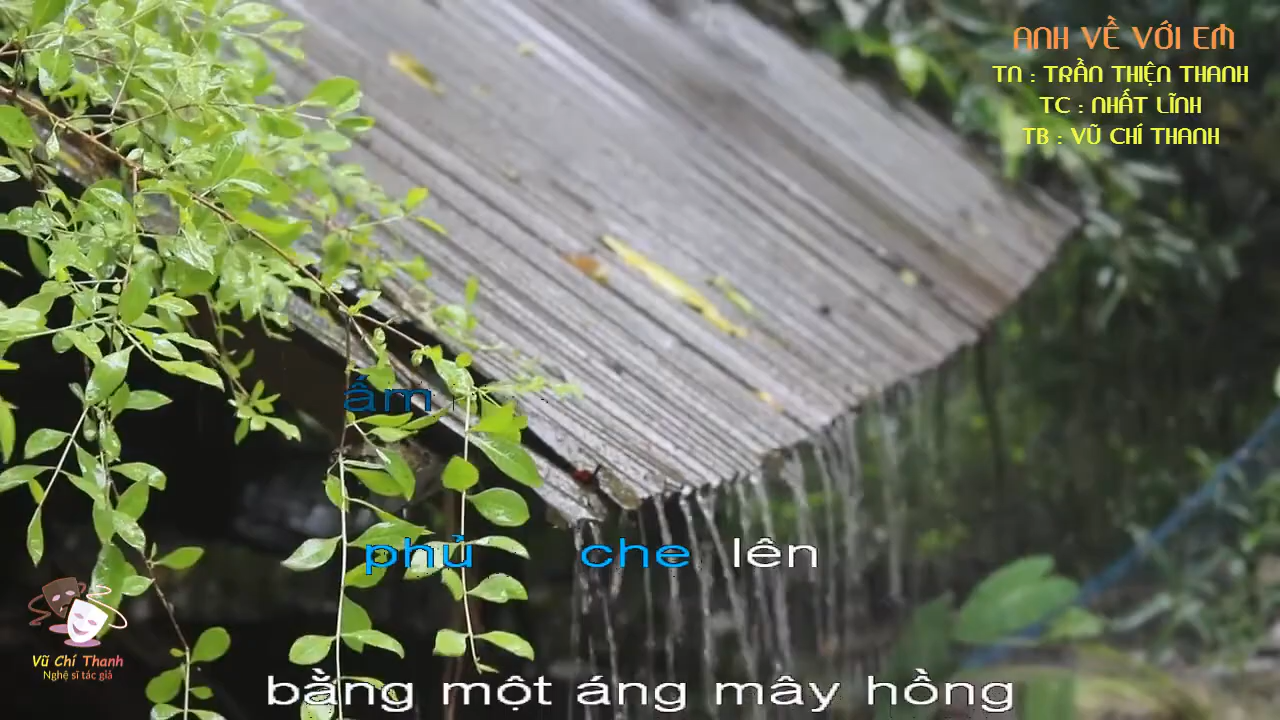 ANH VỀ VỚI EM
TN : TRẦN THIỆN THANH
TC : NHẤT LĨNH
TB : VŨ CHÍ THANH
ấm
phủ che lên
Vũ Chí Thanh
Nghệ sĩ tác giả
bằng một áng mây hồng